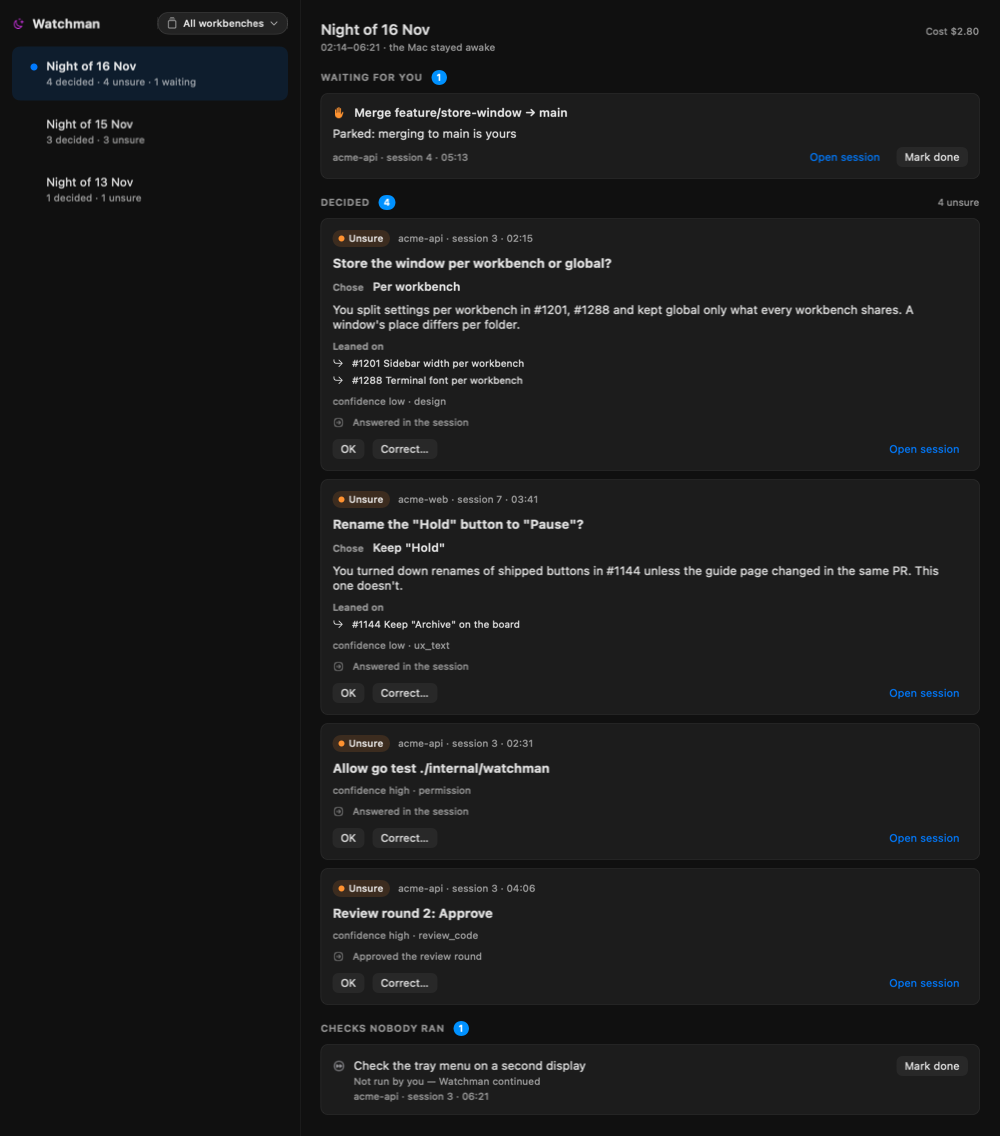 Watchman
All workbenches
Night of 16 Nov
4 decided · 4 unsure · 1 waiting
Night of 15 Nov
3 decided · 3 unsure
Night of 13 Nov
1 decided · 1 unsure
Night of 16 Nov
Cost $2.80
02:14–06:21 · the Mac stayed awake
WAITING FOR YOU 1
Merge feature/store-window → main
Parked: merging to main is yours
acme-api · session 4 · 05:13
Open session
Mark done
DECIDED 4
4 unsure
Unsure acme-api · session 3 · 02:15
Store the window per workbench or global?
Chose Per workbench
You split settings per workbench in #1201, #1288 and kept global only what every workbench shares. A
window's place differs per folder.
Leaned on
#1201 Sidebar width per workbench
#1288 Terminal font per workbench
confidence low · design
Answered in the session
OK Correct... Open session
Unsure acme-web · session 7 · 03:41
Rename the "Hold" button to "Pause"?
Chose Keep "Hold"
You turned down renames of shipped buttons in #1144 unless the guide page changed in the same PR. This
one doesn't.
Leaned on
#1144 Keep "Archive" on the board
confidence low · ux_text
Answered in the session
OK Correct... Open session
Unsure acme-api · session 3 · 02:31
Allow go test ./internal/watchman
confidence high · permission
Answered in the session
OK Correct... Open session
Unsure acme-api · session 3 · 04:06
Review round 2: Approve
confidence high · review_code
Approved the review round
OK Correct... Open session
CHECKS NOBODY RAN 1
Check the tray menu on a second display
Mark done
Not run by you — Watchman continued
acme-api · session 3 · 06:21